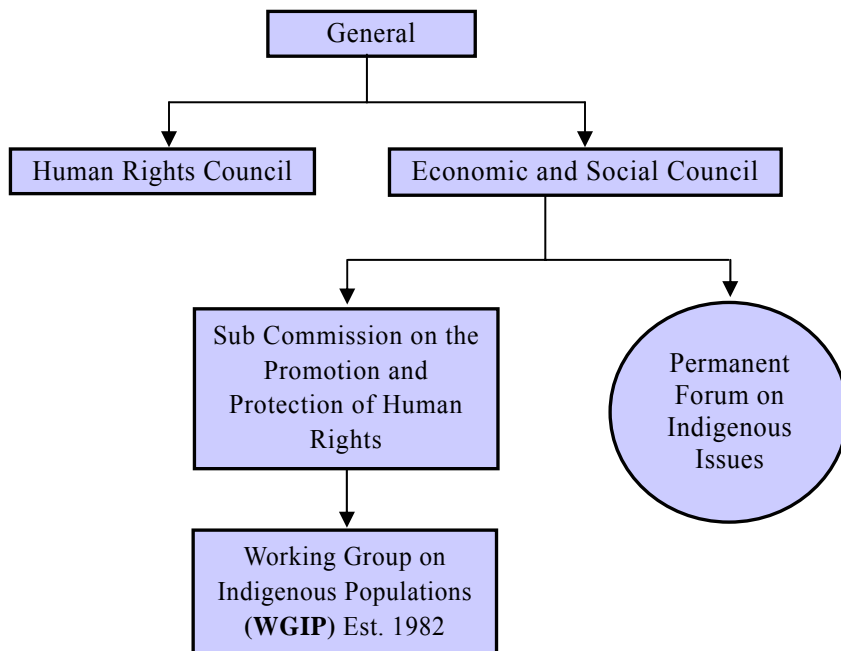 General
Human Rights Council
Economic and Social Council
Sub Commission on the
Promotion and
Protection of Human
Rights
Permanent
Forum on
Indigenous
Issues
Working Group on
Indigenous Populations
(WGIP) Est. 1982